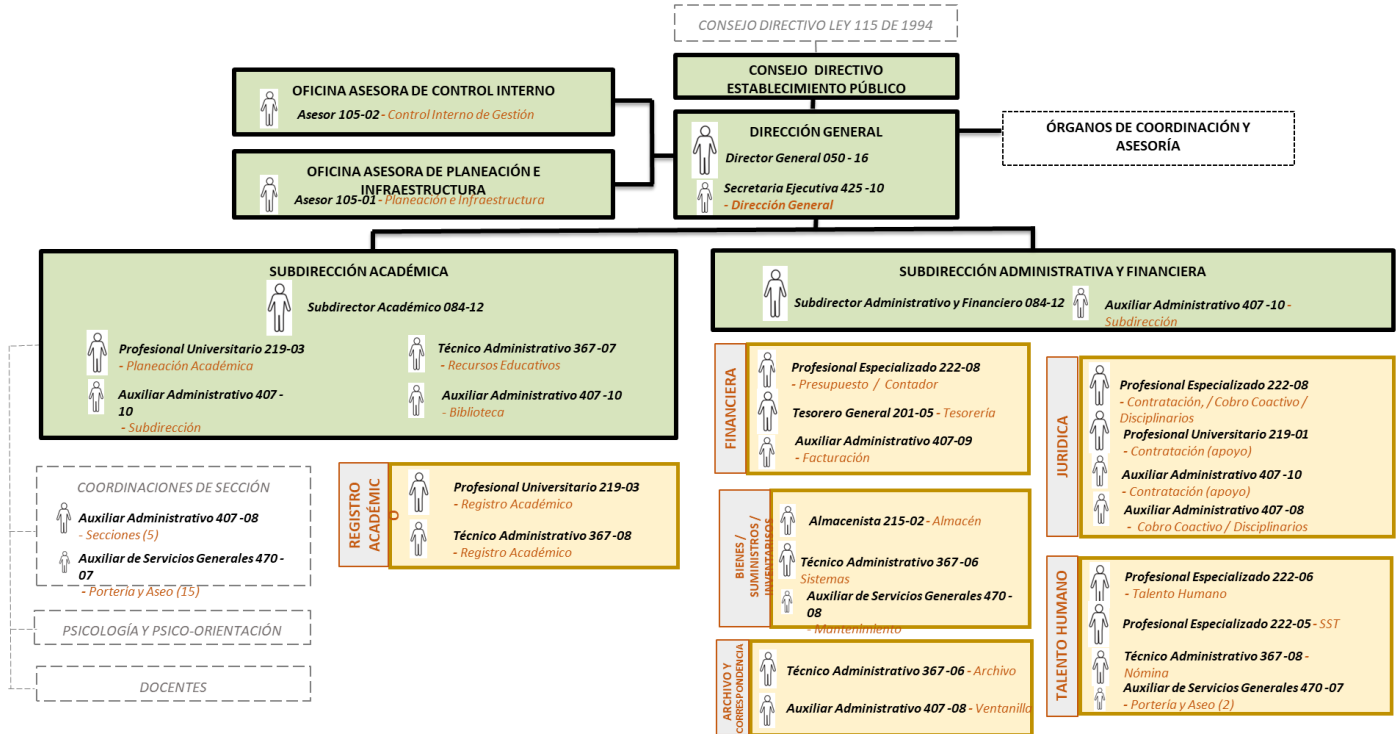 CONSEJO DIRECTIVO LEY 115 DE 1994
CONSEJO DIRECTIVO
ESTABLECIMIENTO PÚBLICO
OFICINA ASESORA DE CONTROL INTERNO
Asesor 105-02 - Control Interno de Gestión
DIRECCIÓN GENERAL
Director General 050 - 16
Secretaria Ejecutiva 425 -10
- Dirección General
ÓRGANOS DE COORDINACIÓN Y
ASESORÍA
OFICINA ASESORA DE PLANEACIÓN E
INFRAESTRUCTURA
Asesor 105-01 - Planeación e Infraestructura
SUBDIRECCIÓN ACADÉMICA
Subdirector Académico 084-12
Profesional Universitario 219-03
- Planeación Académica
Auxiliar Administrativo 407 -
10
- Subdirección
Técnico Administrativo 367 -07
- Recursos Educativos
Auxiliar Administrativo 407 -10
- Biblioteca
SUBDIRECCIÓN ADMINISTRATIVA Y FINANCIERA
Subdirector Administrativo y Financiero 084-12
Auxiliar Administrativo 407 -10 -
Subdirección
COORDINACIONES DE SECCIÓN
Auxiliar Administrativo 407 -08
- Secciones (5)
Auxiliar de Servicios Generales 470 -
07
- Portería y Aseo (15)
PSICOLOGÍA Y PSICO-ORIENTACIÓN
DOCENTES
REGISTRO
ACADÉMIC
O
Profesional Universitario 219-03
- Registro Académico
Técnico Administrativo 367 -08
- Registro Académico
FINANCIERA
Profesional Especializado 222-08
- Presupuesto / Contador
Tesorero General 201-05 - Tesorería
Auxiliar Administrativo 407-09
- Facturación
BIENES /
SUMINISTROS /
INVENTARISOS
Almacenista 215-02 - Almacén
Técnico Administrativo 367 -06
Sistemas
Auxiliar de Servicios Generales 470 -
08
- Mantenimiento
ARCHIVO Y
CORRESPONDENCIA
Técnico Administrativo 367 -06 - Archivo
Auxiliar Administrativo 407 -08 - Ventanilla
JURIDICA
Profesional Especializado 222-08
- Contratación, / Cobro Coactivo /
Disciplinarios
Profesional Universitario 219-01
- Contratación (apoyo)
Auxiliar Administrativo 407 -10
- Contratación (apoyo)
Auxiliar Administrativo 407 -08
- Cobro Coactivo / Disciplinarios
TALENTO HUMANO
Profesional Especializado 222-06
- Talento Humano
Profesional Especializado 222-05 - SST
Técnico Administrativo 367 -08 -
Nómina
Auxiliar de Servicios Generales 470 -07
- Portería y Aseo (2)